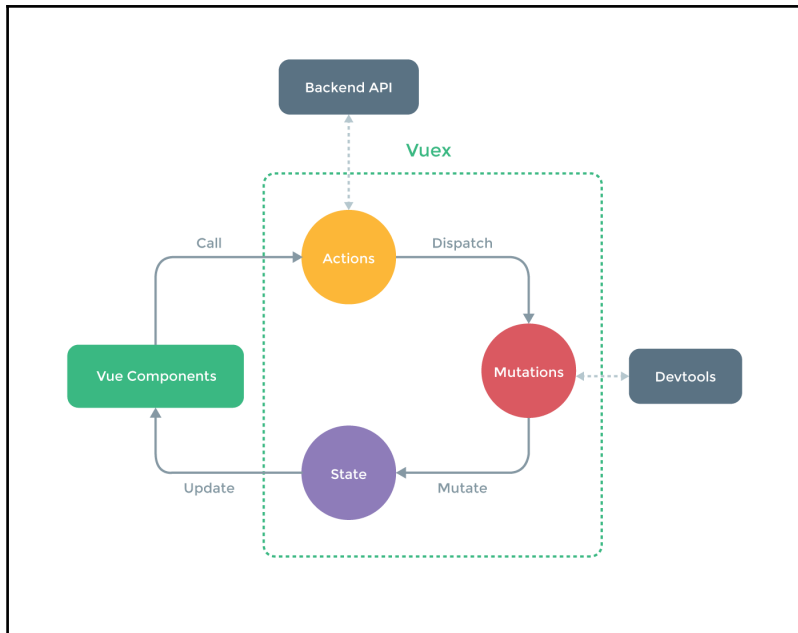 Backend API
Vuex
Call
Dispatch
Actions
Vue Components
Mutations
Devtools
State
Update
Mutate